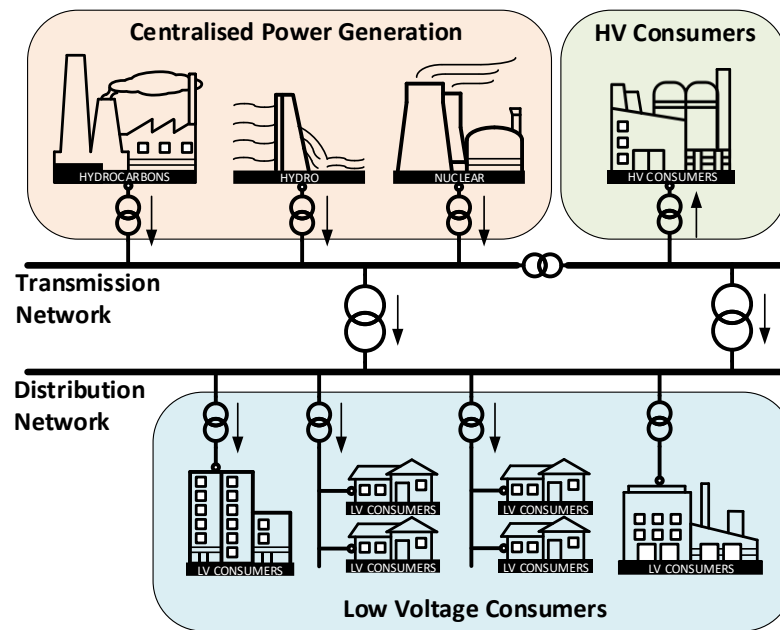 Centralised Power Generation
HV Consumers
HYDROCARBONS
HYDRO
NUCLEAR
HV CONSUMERS
Transmission
Network
Distribution
Network
LV CONSUMERS
LV CONSUMERS
LV CONSUMERS
LV CONSUMERS
LV CONSUMERS
LV CONSUMERS
Low Voltage Consumers